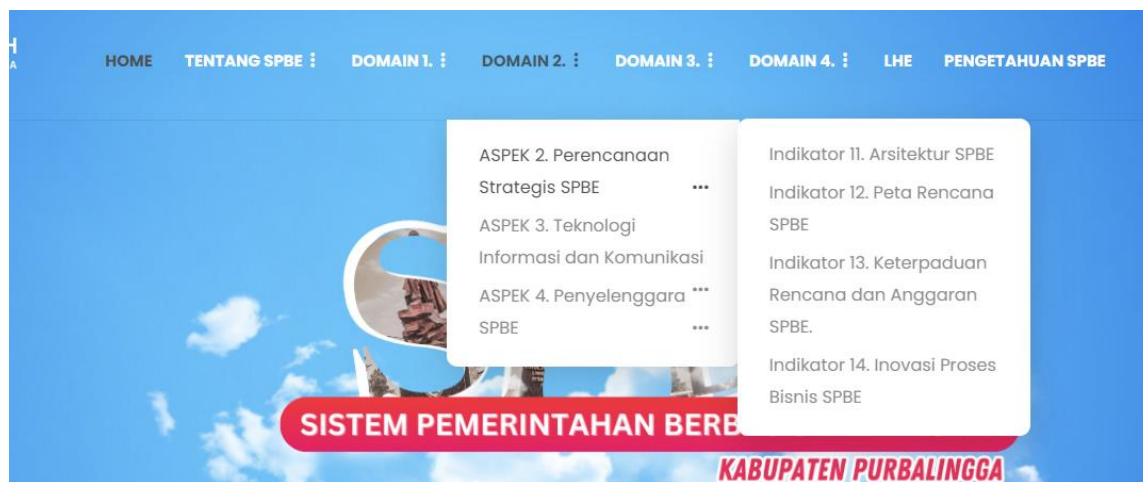 HOME TENTANG SPBE DOMAIN 1. DOMAIN 2. DOMAIN 3. DOMAIN 4. LHE PENGETAHUAN SPBE
ASPEK 2. Perencanaan
Strategis SPBE
ASPEK 3. Teknologi
Informasi dan Komunikasi
ASPEK 4. Penyelenggara
SPBE
Indikator 11. Arsitektur SPBE
Indikator 12. Peta Rencana
SPBE
Indikator 13. Keterpaduan
Rencana dan Anggaran
SPBE.
Indikator 14. Inovasi Proses
Bisnis SPBE
SISTEM PEMERINTAHAN BERB
KABUPATEN PURBALINGGA